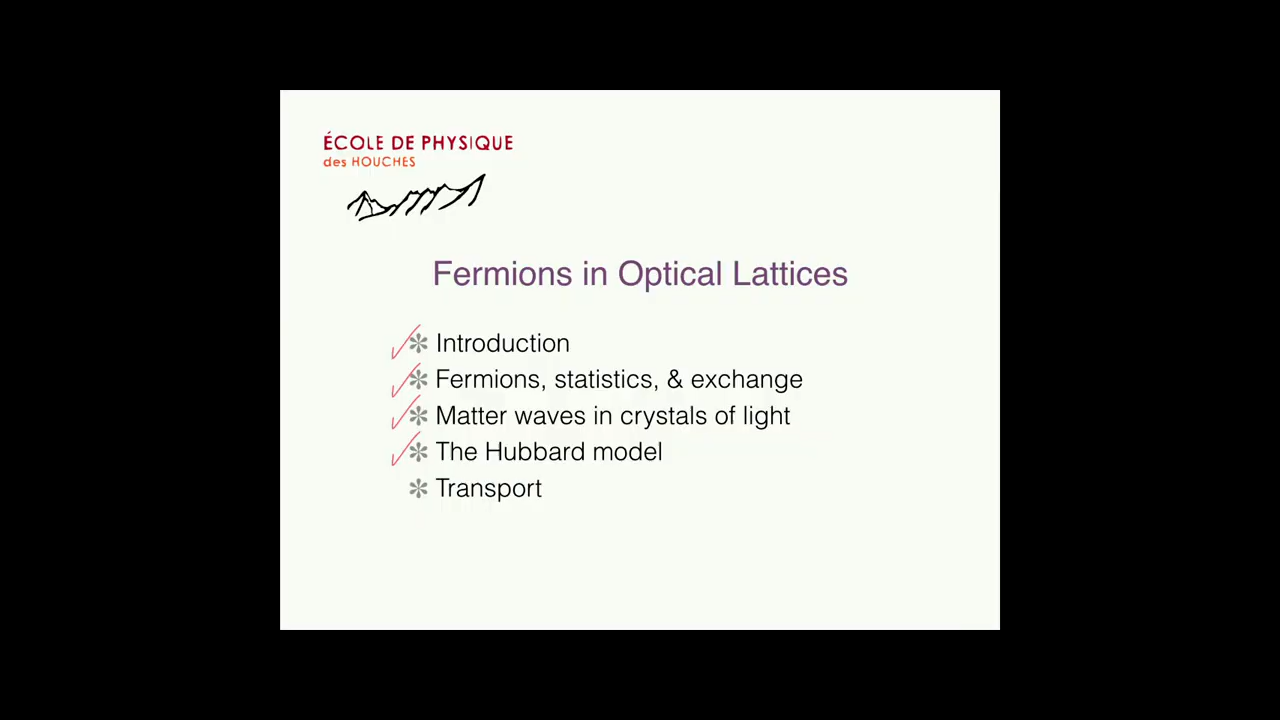 ÉCOLE DE PHYSIQUE
des HOUCHES
Fermions in Optical Lattices
✓✻ Introduction
✓✻ Fermions, statistics, & exchange
✓✻ Matter waves in crystals of light
✓✻ The Hubbard model
✻ Transport